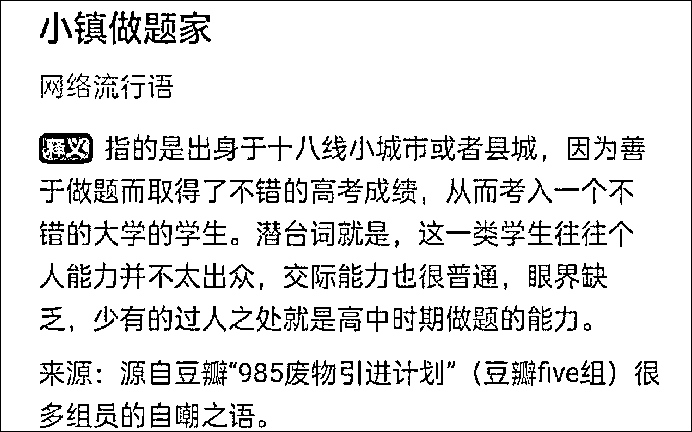 小镇做题家
网络流行语
释义 指的是出身于十八线小城市或者县城，因为善
于做题而取得了不错的高考成绩，从而考入一个不
错的大学的学生。潜台词就是，这一类学生往往个
人能力并不太出众，交际能力也很普通，眼界缺
乏，少有的过人之处就是高中时期做题的能力。
来源：源自豆瓣“985废物引进计划”（豆瓣five组）很
多组员的自嘲之语。